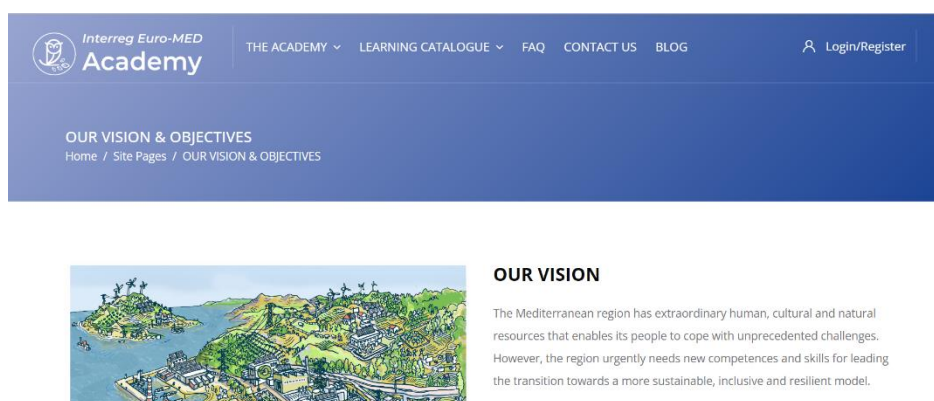 Interreg Euro-MED
Academy
THE ACADEMY
LEARNING CATALOGUE
FAQ
CONTACT US
BLOG
Login/Register
OUR VISION & OBJECTIVES
Home / Site Pages / OUR VISION & OBJECTIVES
OUR VISION
The Mediterranean region has extraordinary human, cultural and natural
resources that enables its people to cope with unprecedented challenges.
However, the region urgently needs new competences and skills for leading
the transition towards a more sustainable, inclusive and resilient model.